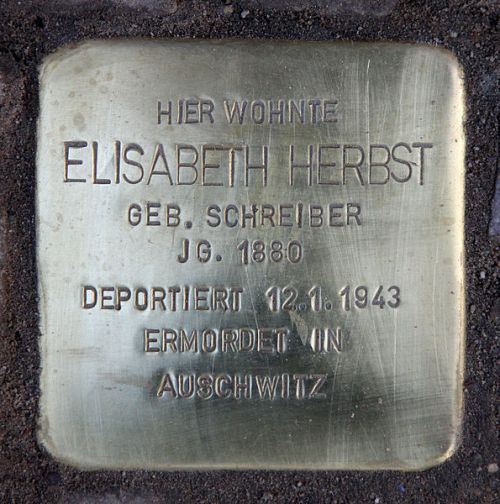 HIER WOHNTE
ELISABETH HERBST
GEB. SCHREIBER
JG. 1880
DEPORTIERT 12.1.1943
ERMORDET IN
AUSCHWITZ